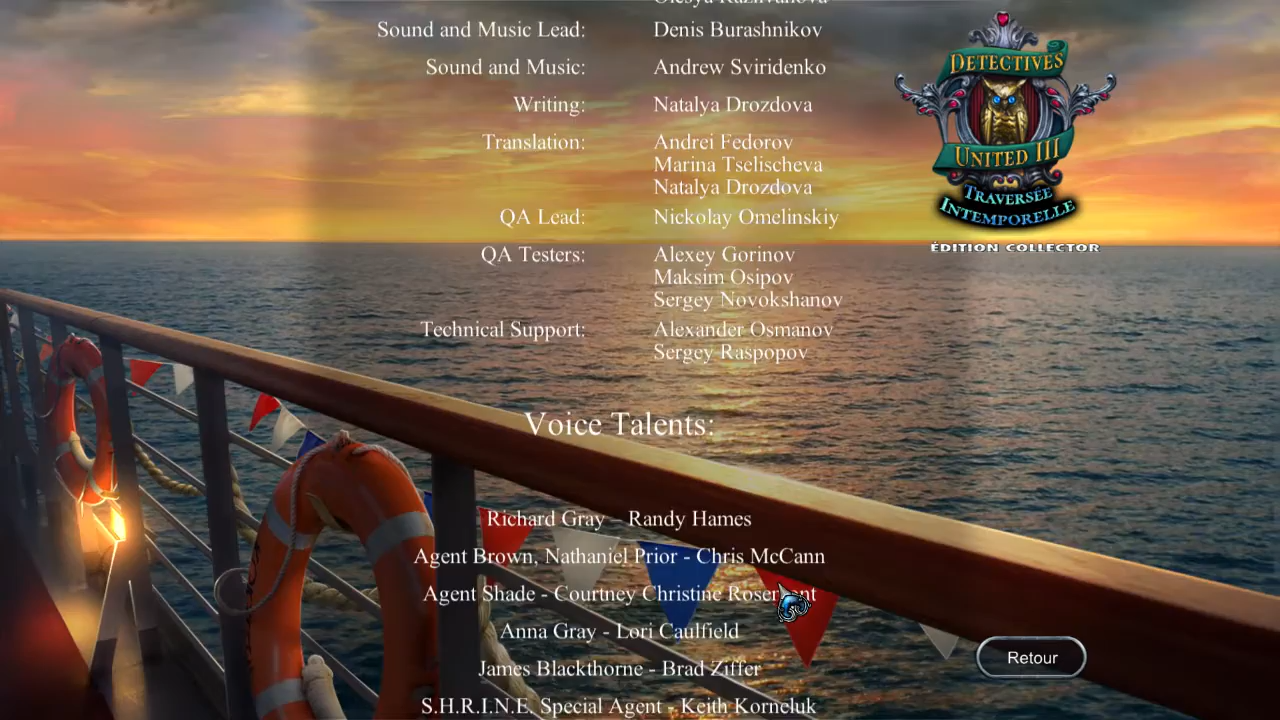 Sound and Music Lead: Denis Burashnikov
Sound and Music: Andrew Sviridenko
Writing: Natalya Drozdova
Translation: Andrei Fedorov
Marina Tselischeva
Natalya Drozdova
QA Lead: Nickolay Omelinskiy
QA Testers: Alexey Gorinov
Maksim Osipov
Sergey Novokshanov
Technical Support: Alexander Osmanov
Sergey Raspopov
Voice Talents:
Richard Gray – Randy Hames
Agent Brown, Nathaniel Prior - Chris McCann
Agent Shade - Courtney Christine
Anna Gray - Lori Caulfield
James Blackthorne - Brad Ziffer
S.H.R.I.N.E. Special Agent - Keith Korneluk
DETECTIVES
UNITED III
TRAVERSÉE
INTEMPORELLE
ÉDITION COLLECTOR
Retour